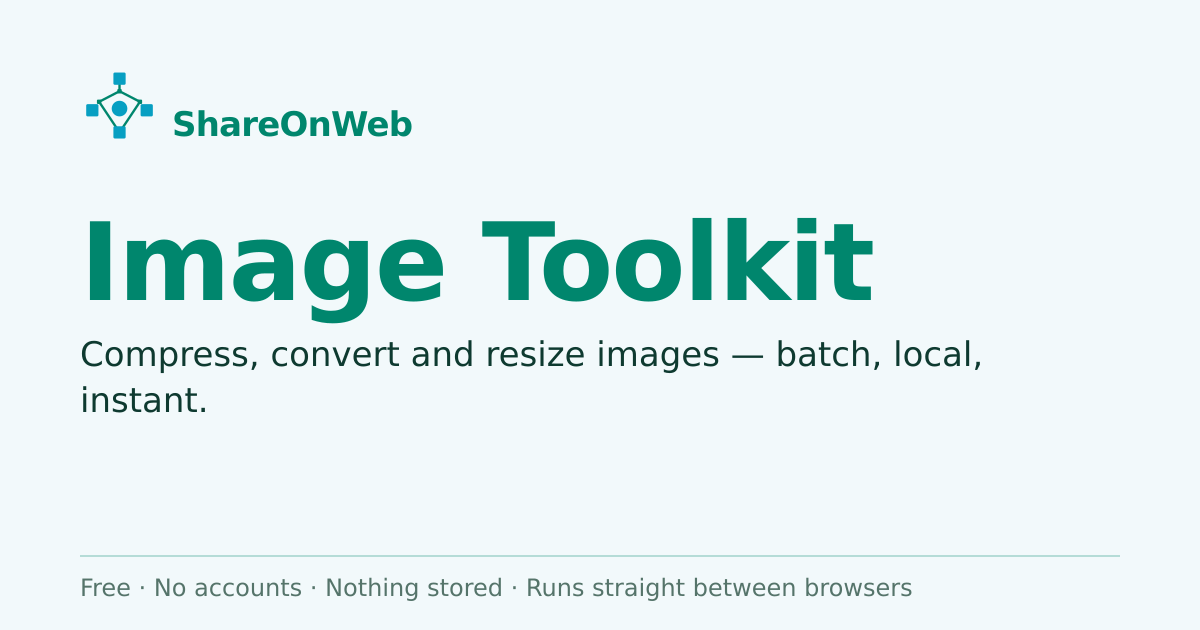 ShareOnWeb
Image Toolkit
Compress, convert and resize images — batch, local,
instant.
Free · No accounts · Nothing stored · Runs straight between browsers